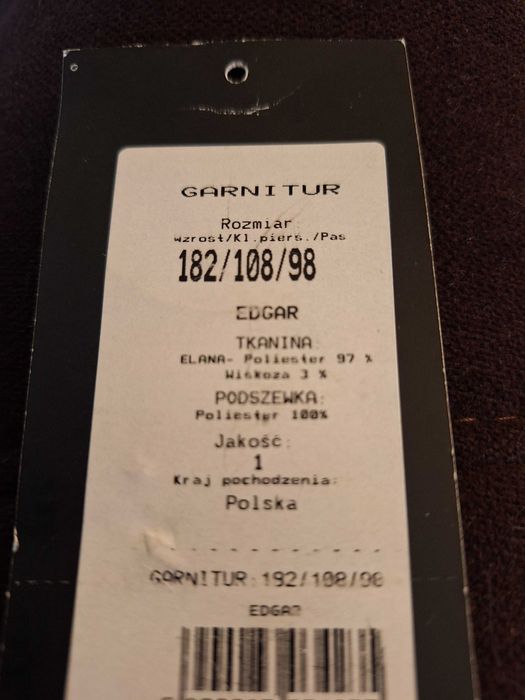 GARNITUR
Rozmiar:
wzrost/Kl.piers./Pas
182/108/98
EDGAR
TKANINA:
ELANA- Poliester 97 %
Wiskoza 3 %
PODSZEWKA:
Poliester 100%
Jakość:
1
Kraj pochodzenia:
Polska
GARNITUR:182/108/98
EDGAR